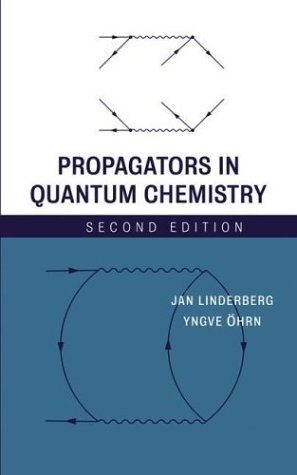 PROPAGATORS IN
QUANTUM CHEMISTRY
SECOND EDITION
JAN LINDERBERG
YNGVE ÖHRN